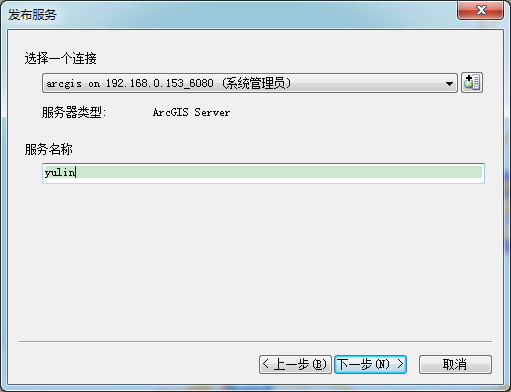 发布服务
选择一个连接
arcgis on 192.168.0.153_6080 (系统管理员)
服务器类型: ArcGIS Server
服务名称
yulin
< 上一步(B) 下一步(N) > 取消